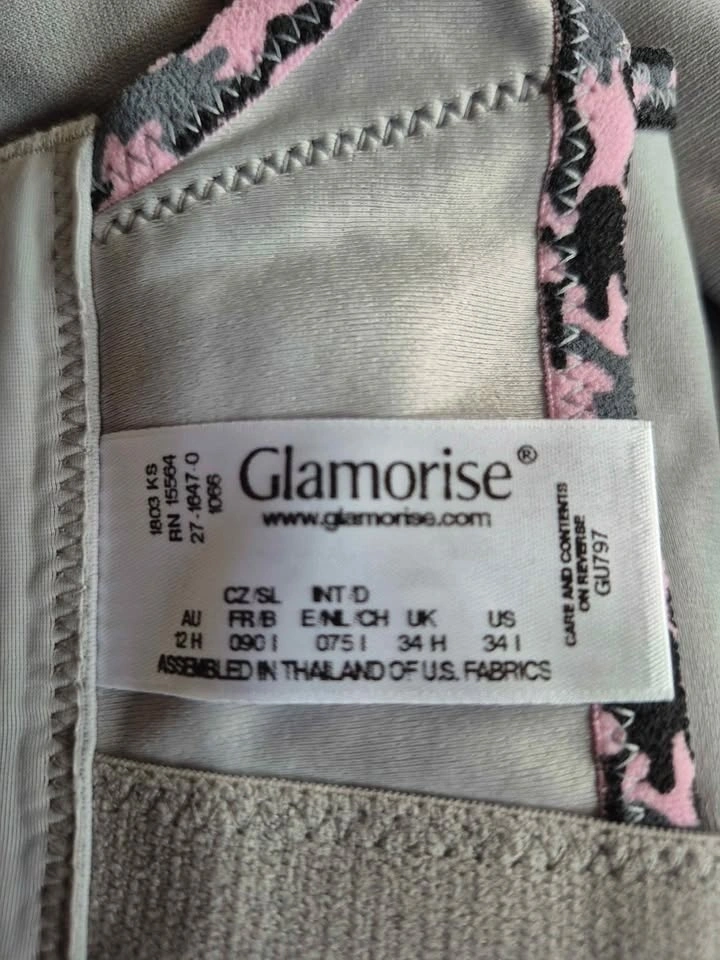 1803 KS
RN 15564
27-1647-0
1066
Glamorise®
www.glamorise.com
CARE AND CONTENTS
ON REVERSE
GU797
CZ/SL INT/D
AU FR/B E/NL/CH UK US
12 H 090 I 075 I 34 H 34 I
ASSEMBLED IN THAILAND OF U.S. FABRICS